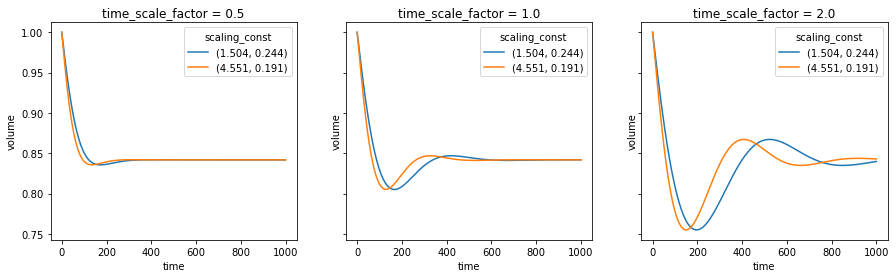 time_scale_factor = 0.5
scaling_const
(1.504, 0.244)
(4.551, 0.191)
1.00
0.95
0.90
0.85
0.80
0.75
volume
0
200
400
600
800
1000
time
time_scale_factor = 1.0
scaling_const
(1.504, 0.244)
(4.551, 0.191)
volume
0
200
400
600
800
1000
time
time_scale_factor = 2.0
scaling_const
(1.504, 0.244)
(4.551, 0.191)
volume
0
200
400
600
800
1000
time